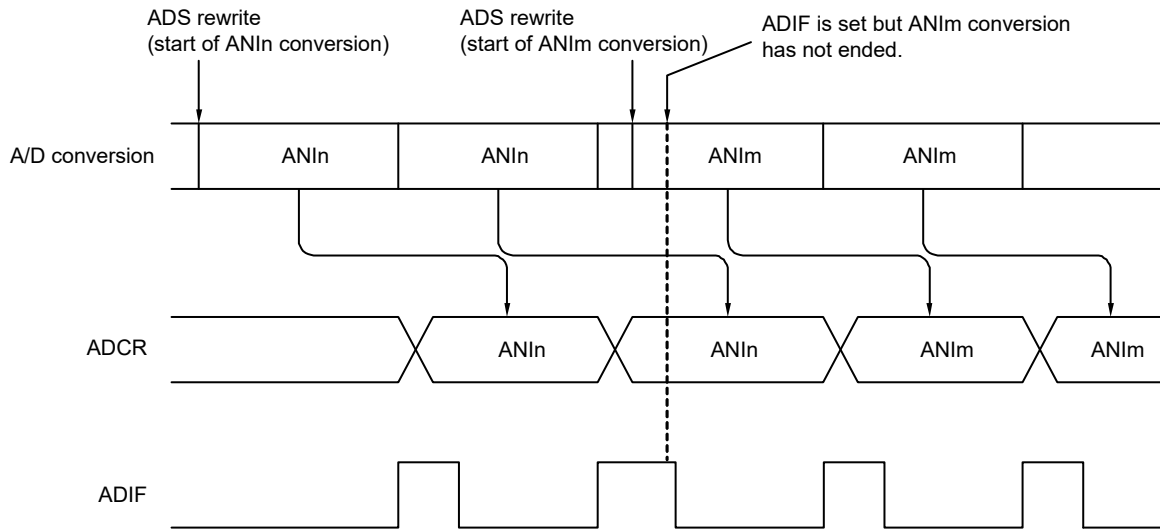 ADS rewrite
(start of ANIn conversion)
ADS rewrite
(start of ANIm conversion)
ADIF is set but ANIm conversion
has not ended.
A/D conversion
ANIn
ANIn
ANIm
ANIm
ADCR
ANIn
ANIn
ANIm
ANIm
ADIF